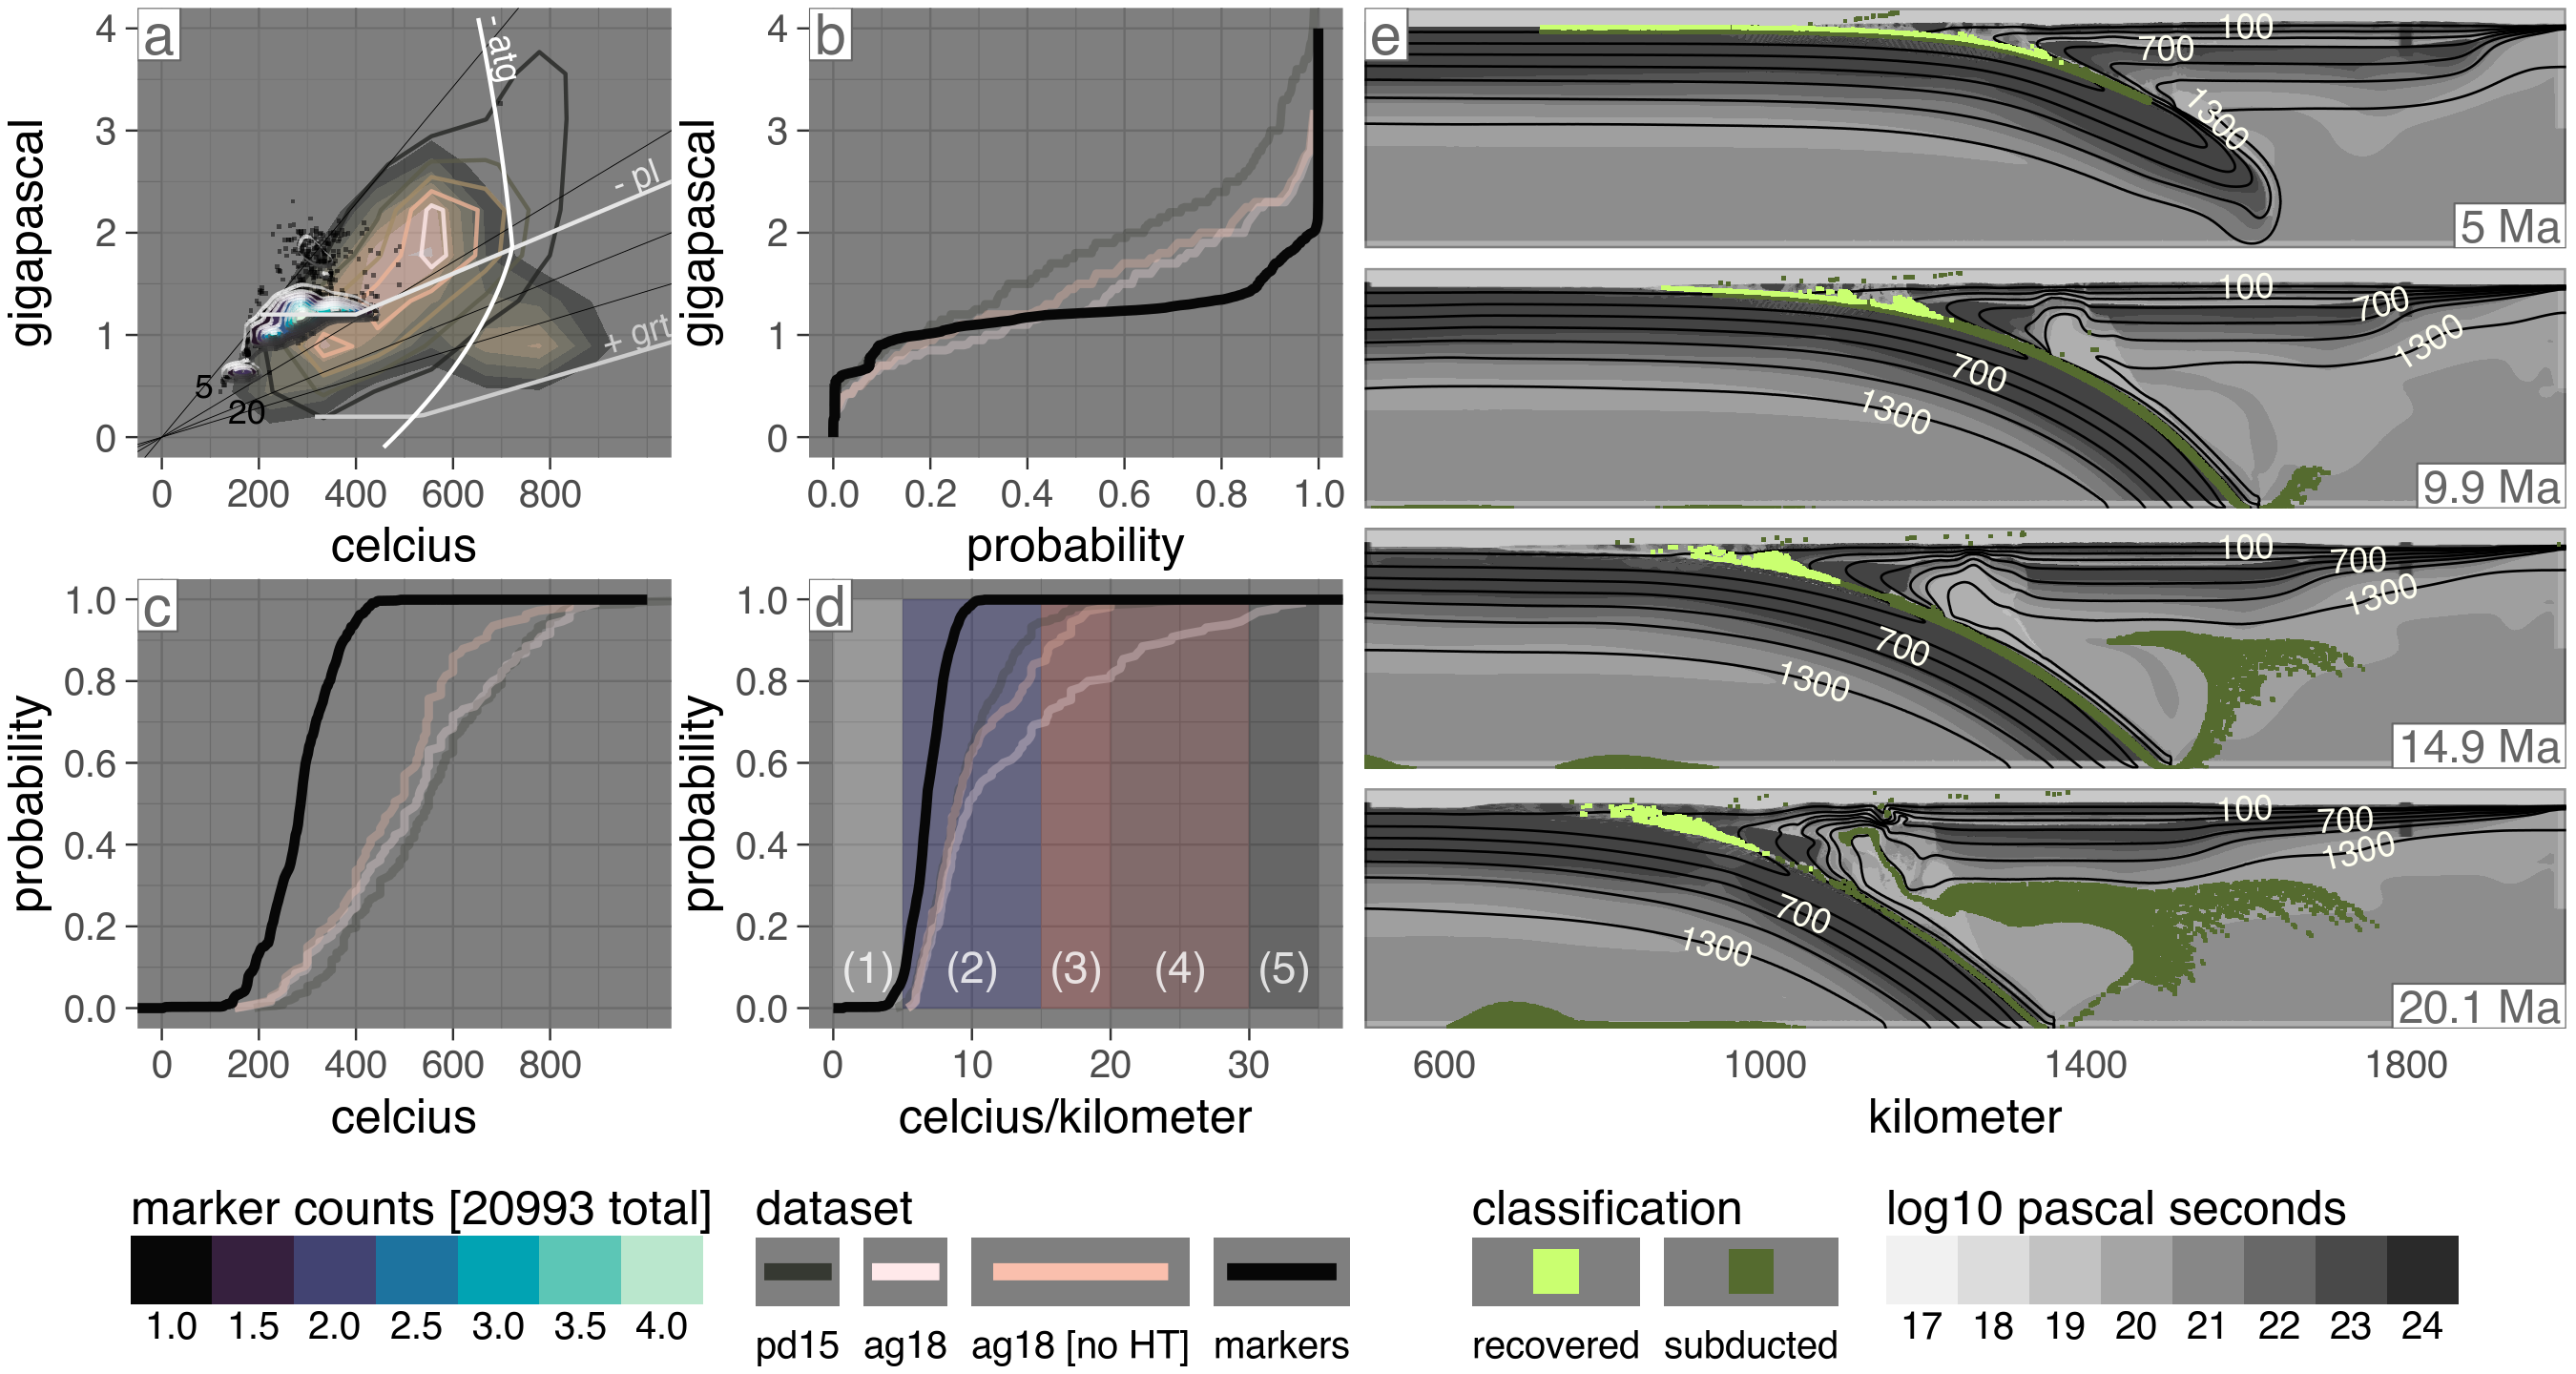 a
4
3
2
1
0
gigapascal
- atg
- pl
+ grt
5
20
0 200 400 600 800
celcius
b
4
3
2
1
0
gigapascal
0.0 0.2 0.4 0.6 0.8 1.0
probability
c
1.0
0.8
0.6
0.4
0.2
0.0
probability
0 200 400 600 800
celcius
d
1.0
0.8
0.6
0.4
0.2
0.0
probability
(1) (2) (3) (4) (5)
0 10 20 30
celcius/kilometer
e
100
700
1300
5 Ma
100
700
1300
700
1300
9.9 Ma
100
700
1300
700
1300
14.9 Ma
100
700
1300
700
1300
20.1 Ma
600 1000 1400 1800
kilometer
marker counts [20993 total]
1.0 1.5 2.0 2.5 3.0 3.5 4.0
dataset
pd15 ag18 ag18 [no HT] markers
classification
recovered subducted
log10 pascal seconds
17 18 19 20 21 22 23 24